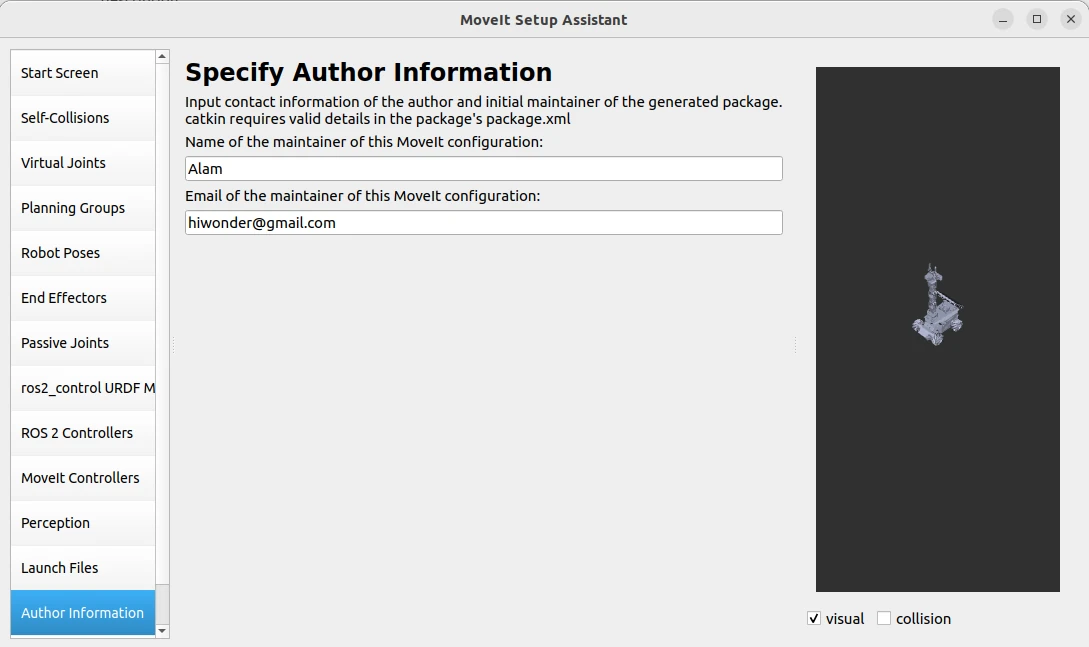 MoveIt Setup Assistant
Start Screen
Self-Collisions
Virtual Joints
Planning Groups
Robot Poses
End Effectors
Passive Joints
ros2_control URDF M
ROS 2 Controllers
MoveIt Controllers
Perception
Launch Files
Author Information
Specify Author Information
Input contact information of the author and initial maintainer of the generated package.
catkin requires valid details in the package's package.xml
Name of the maintainer of this MoveIt configuration:
Alam
Email of the maintainer of this MoveIt configuration:
hiwonder@gmail.com
visual
collision